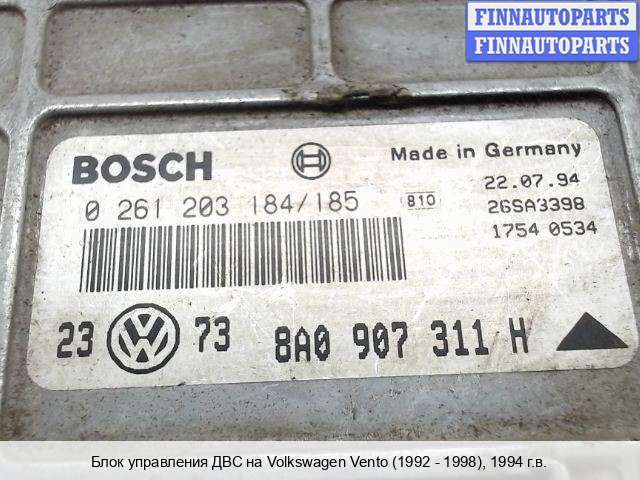 FINNAUTOPARTS
FINNAUTOPARTS
BOSCH
Made in Germany
0 261 203 184/185
810
22.07.94
26SA3398
1754 0534
23 VW 73
8A0 907 311 H
Блок управления ДВС на Volkswagen Vento (1992 - 1998), 1994 г.в.